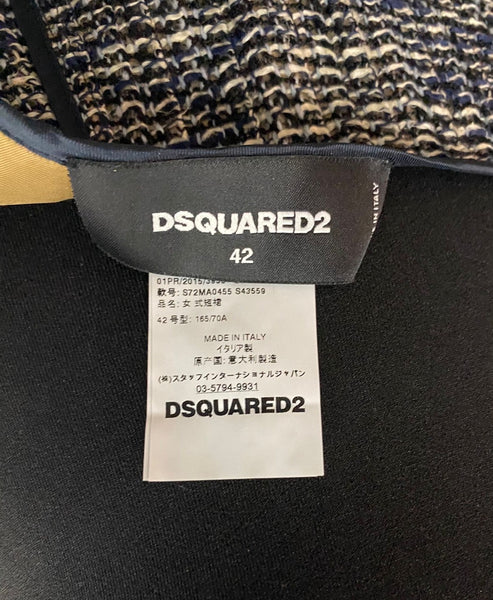 DSQUARED2
42
IN ITALY
01PR/2015/
款号: S72MA0455 S43559
品名: 女式短裙
42 号型: 165/70A
MADE IN ITALY
イタリア製
原产国: 意大利製造
(株)スタッフインターナショナルジャパン
03-5794-9931
DSQUARED2